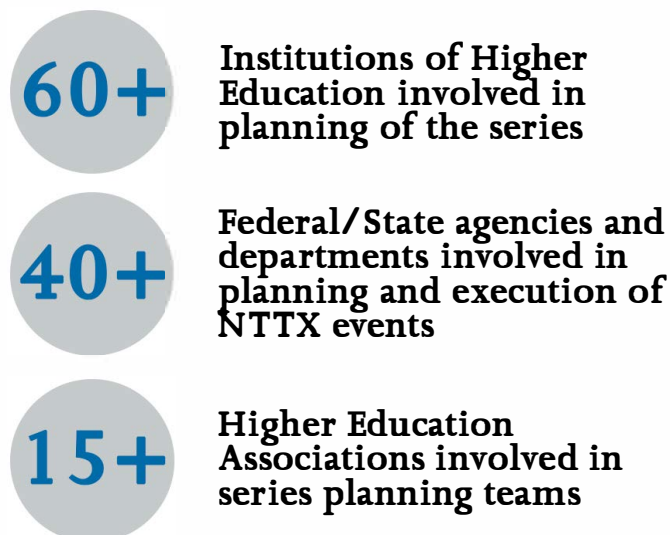 60+
Institutions of Higher
Education involved in
planning of the series
40+
Federal/State agencies and
departments involved in
planning and execution of
NTTX events
15+
Higher Education
Associations involved in
series planning teams